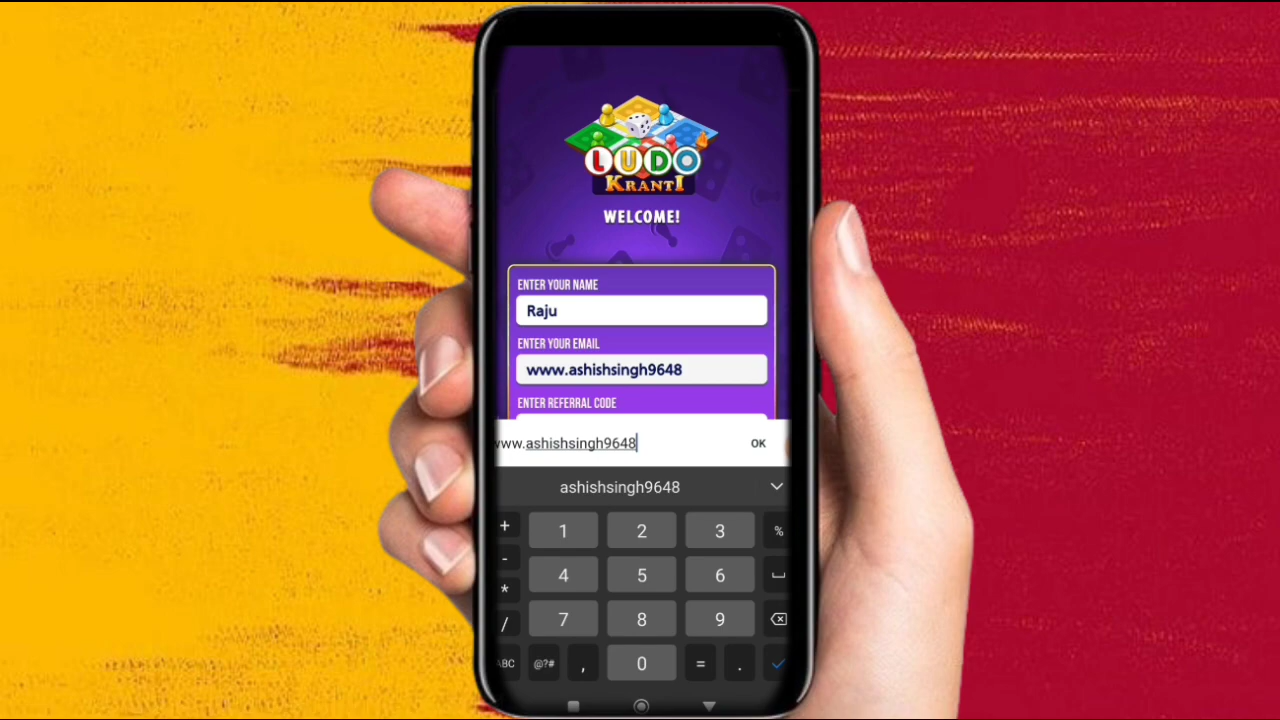 LUDO
KRANTI
WELCOME!
ENTER YOUR NAME
Raju
ENTER YOUR EMAIL
www.ashishsingh9648
ENTER REFERRAL CODE
www.ashishsingh9648 OK
ashishsingh9648
+ 1 2 3 %
- 4 5 6
* 7 8 9
/
ABC @?# , 0 = .